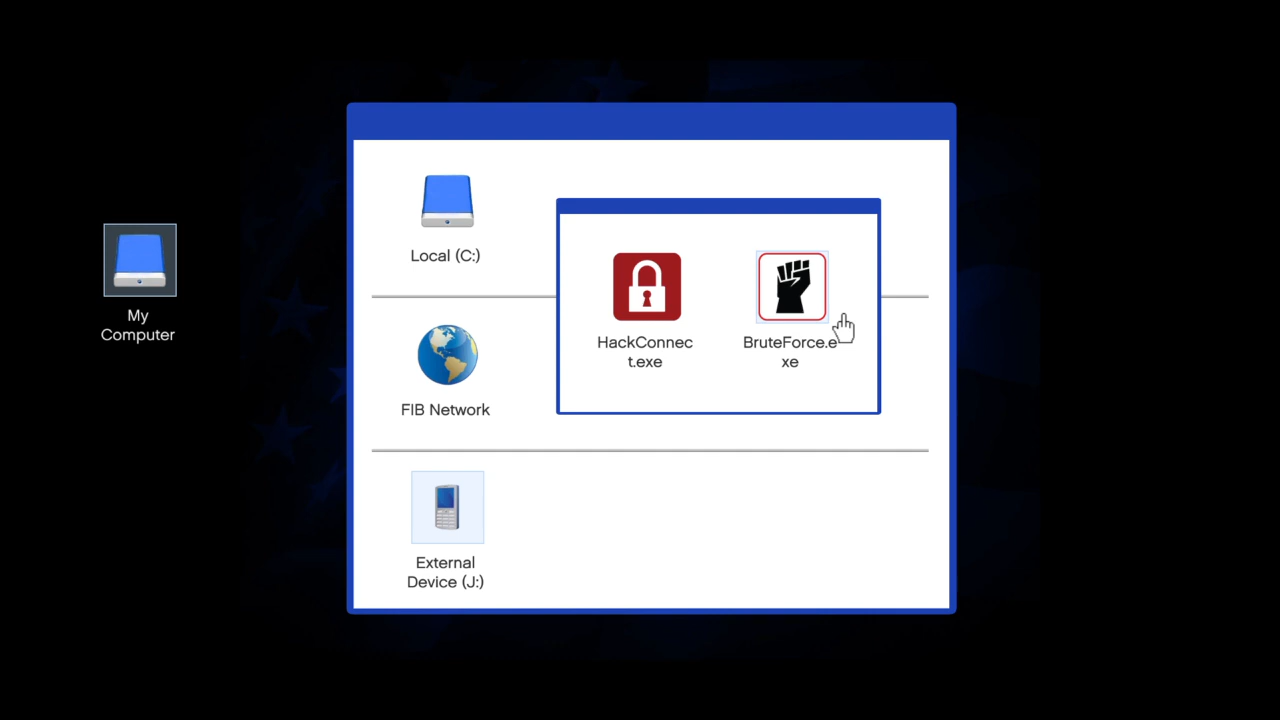 My
Computer
Local (C:)
HackConnec
t.exe
BruteForce.e
xe
FIB Network
External
Device (J:)